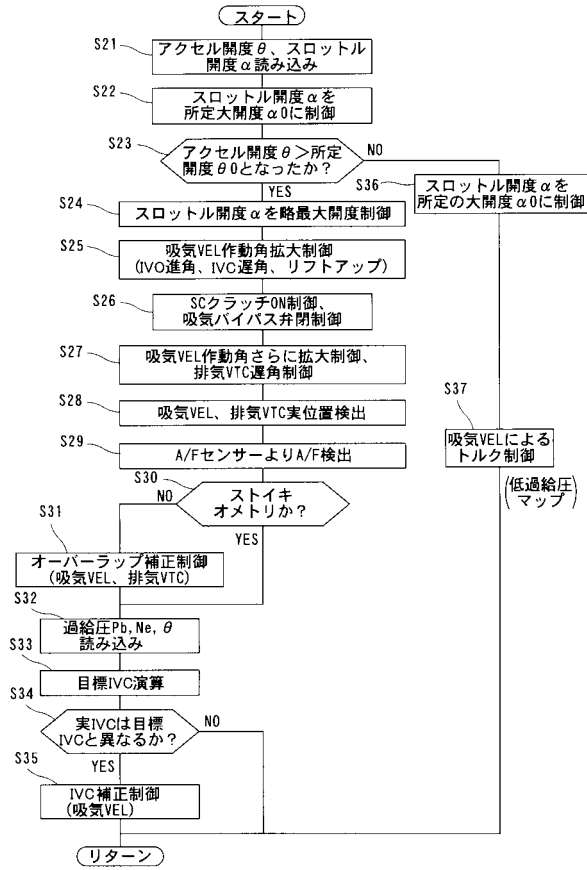 スタート
S21
アクセル開度θ、スロットル
開度α読み込み
S22
スロットル開度αを
所定大開度α0に制御
S23
アクセル開度θ＞所定
開度θ0となったか？
NO
YES
S36
スロットル開度αを
所定の大開度α0に制御
S24
スロットル開度αを略最大開度制御
S25
吸気VEL作動角拡大制御
(IVO進角、IVC遅角、リフトアップ)
S26
SCクラッチON制御、
吸気バイパス弁閉制御
S27
吸気VEL作動角さらに拡大制御、
排気VTC遅角制御
S37
吸気VELによる
トルク制御
(低過給圧
マップ)
S28
吸気VEL、排気VTC実位置検出
S29
A/FセンサーよりA/F検出
S30
ストイキ
オメトリか？
NO
YES
S31
オーバーラップ補正制御
(吸気VEL、排気VTC)
S32
過給圧Pb,Ne,θ
読み込み
S33
目標IVC演算
S34
実IVCは目標
IVCと異なるか？
NO
YES
S35
IVC補正制御
(吸気VEL)
リターン